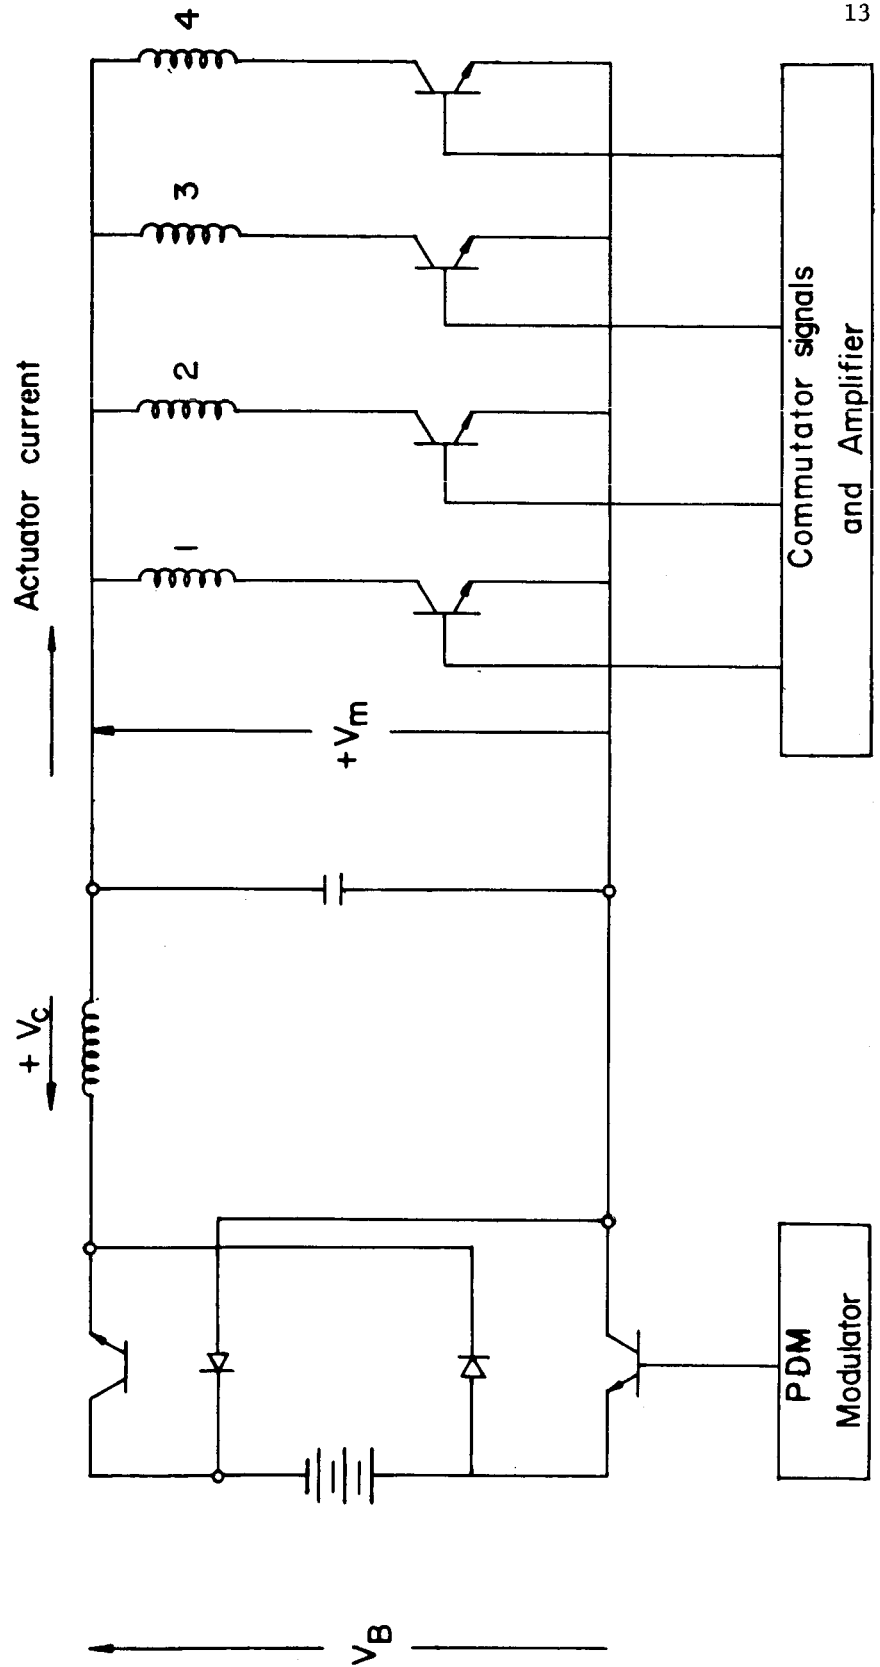 13
Actuator current
+ Vc
1
2
3
4
+Vm
VB
PDM
Modulator
Commutator signals
and Amplifier